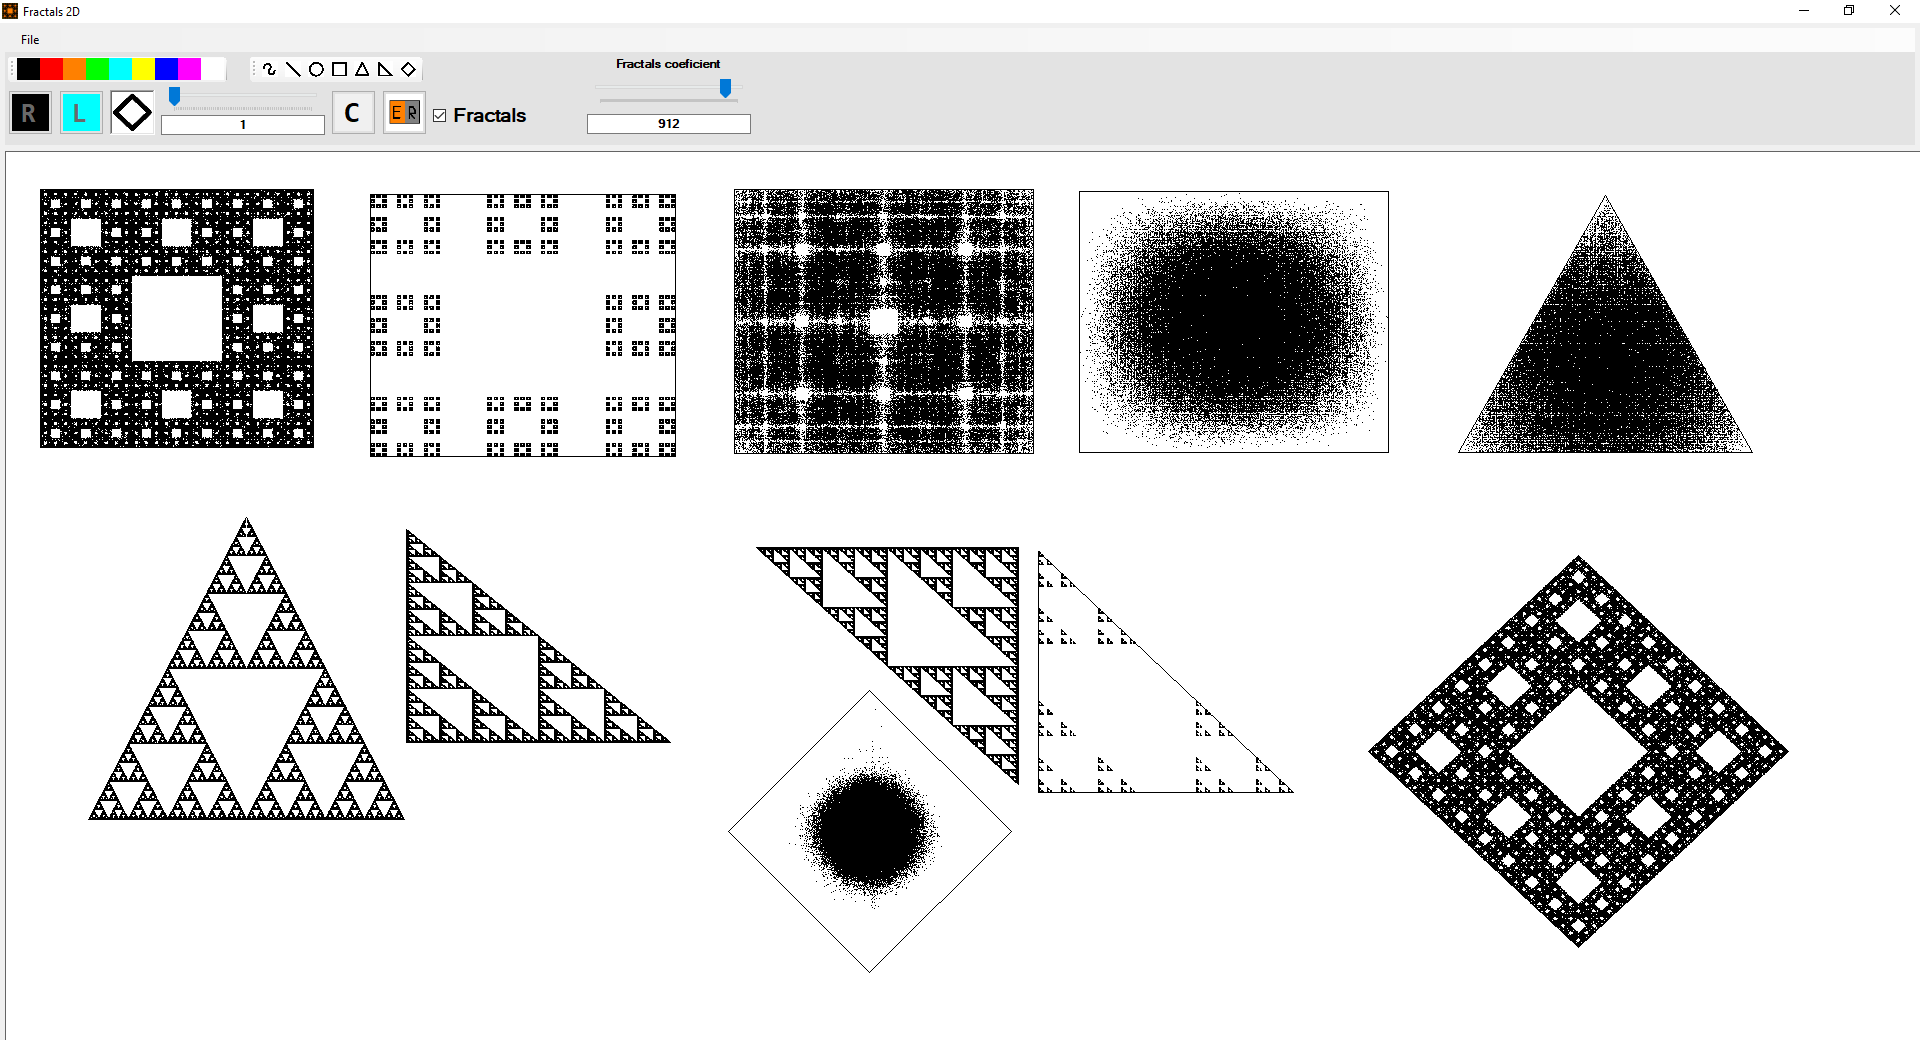 Fractals 2D
File
Fractals coeficient
R
L
1
C
E R
Fractals
912